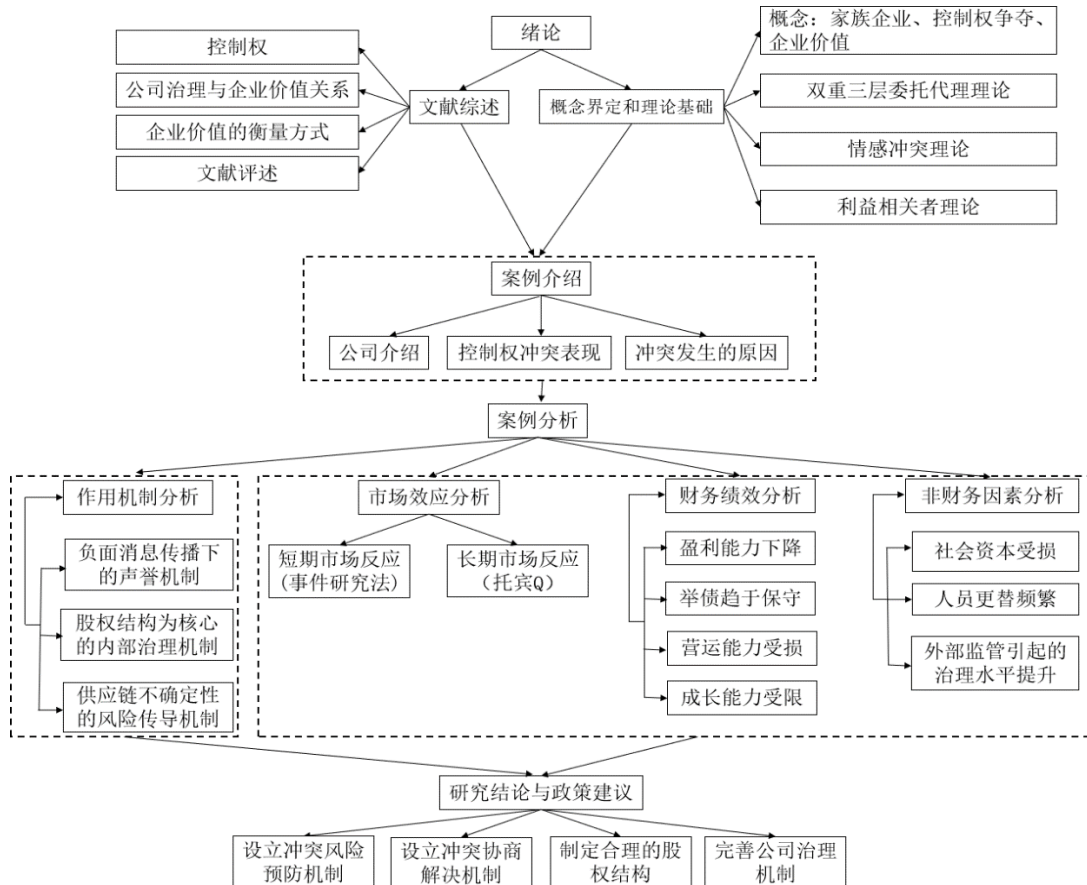 绪论
控制权
公司治理与企业价值关系
企业价值的衡量方式
文献评述
文献综述
概念界定和理论基础
概念：家族企业、控制权争夺、
企业价值
双重三层委托代理理论
情感冲突理论
利益相关者理论
案例介绍
公司介绍
控制权冲突表现
冲突发生的原因
案例分析
作用机制分析
负面消息传播下
的声誉机制
股权结构为核心
的内部治理机制
供应链不确定性
的风险传导机制
市场效应分析
短期市场反应
(事件研究法)
长期市场反应
（托宾Q）
财务绩效分析
盈利能力下降
举债趋于保守
营运能力受损
成长能力受限
非财务因素分析
社会资本受损
人员更替频繁
外部监管引起的
治理水平提升
研究结论与政策建议
设立冲突风险
预防机制
设立冲突协商
解决机制
制定合理的股
权结构
完善公司治理
机制